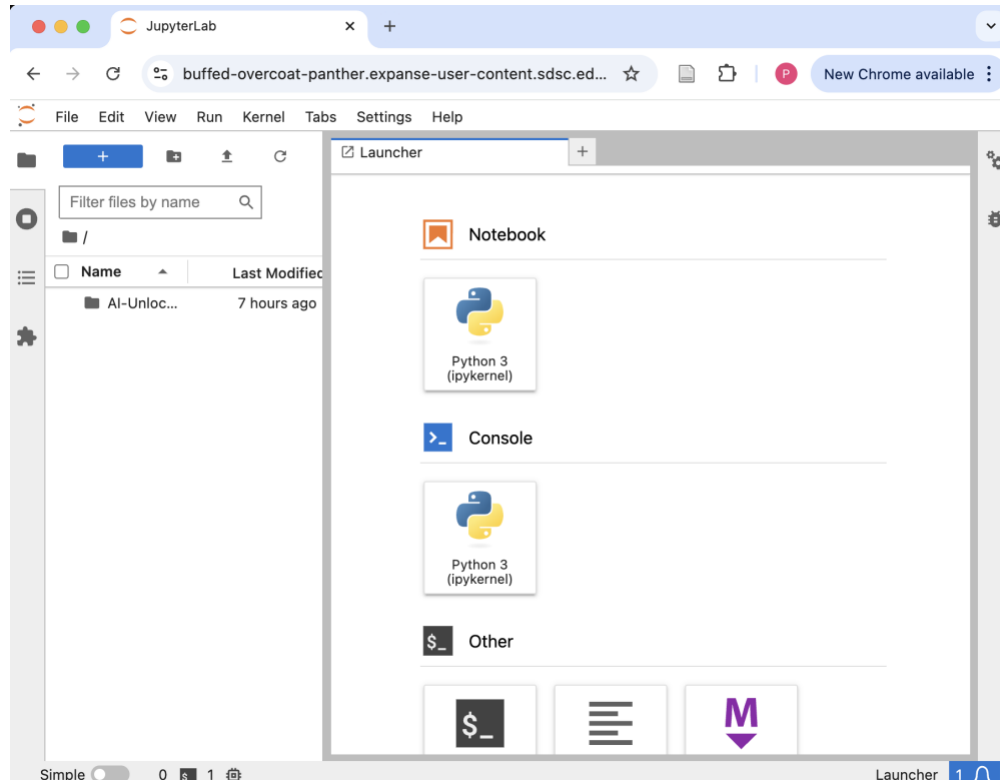 JupyterLab
buffed-overcoat-panther.expanse-user-content.sdsc.ed...
P
New Chrome available
File Edit View Run Kernel Tabs Settings Help
Launcher
Filter files by name
/
Name
Last Modified
AI-Unloc...
7 hours ago
Notebook
Python 3
(ipykernel)
Console
Python 3
(ipykernel)
$_ Other
$_
M
Simple 0 $_ 1
Launcher 1